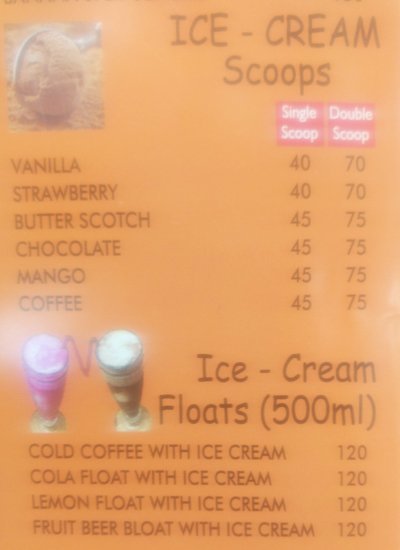 ICE - CREAM
Scoops
Single Scoop Double Scoop
VANILLA 40 70
STRAWBERRY 40 70
BUTTER SCOTCH 45 75
CHOCOLATE 45 75
MANGO 45 75
COFFEE 45 75
Ice - Cream
Floats (500ml)
COLD COFFEE WITH ICE CREAM 120
COLA FLOAT WITH ICE CREAM 120
LEMON FLOAT WITH ICE CREAM 120
FRUIT BEER BLOAT WITH ICE CREAM 120